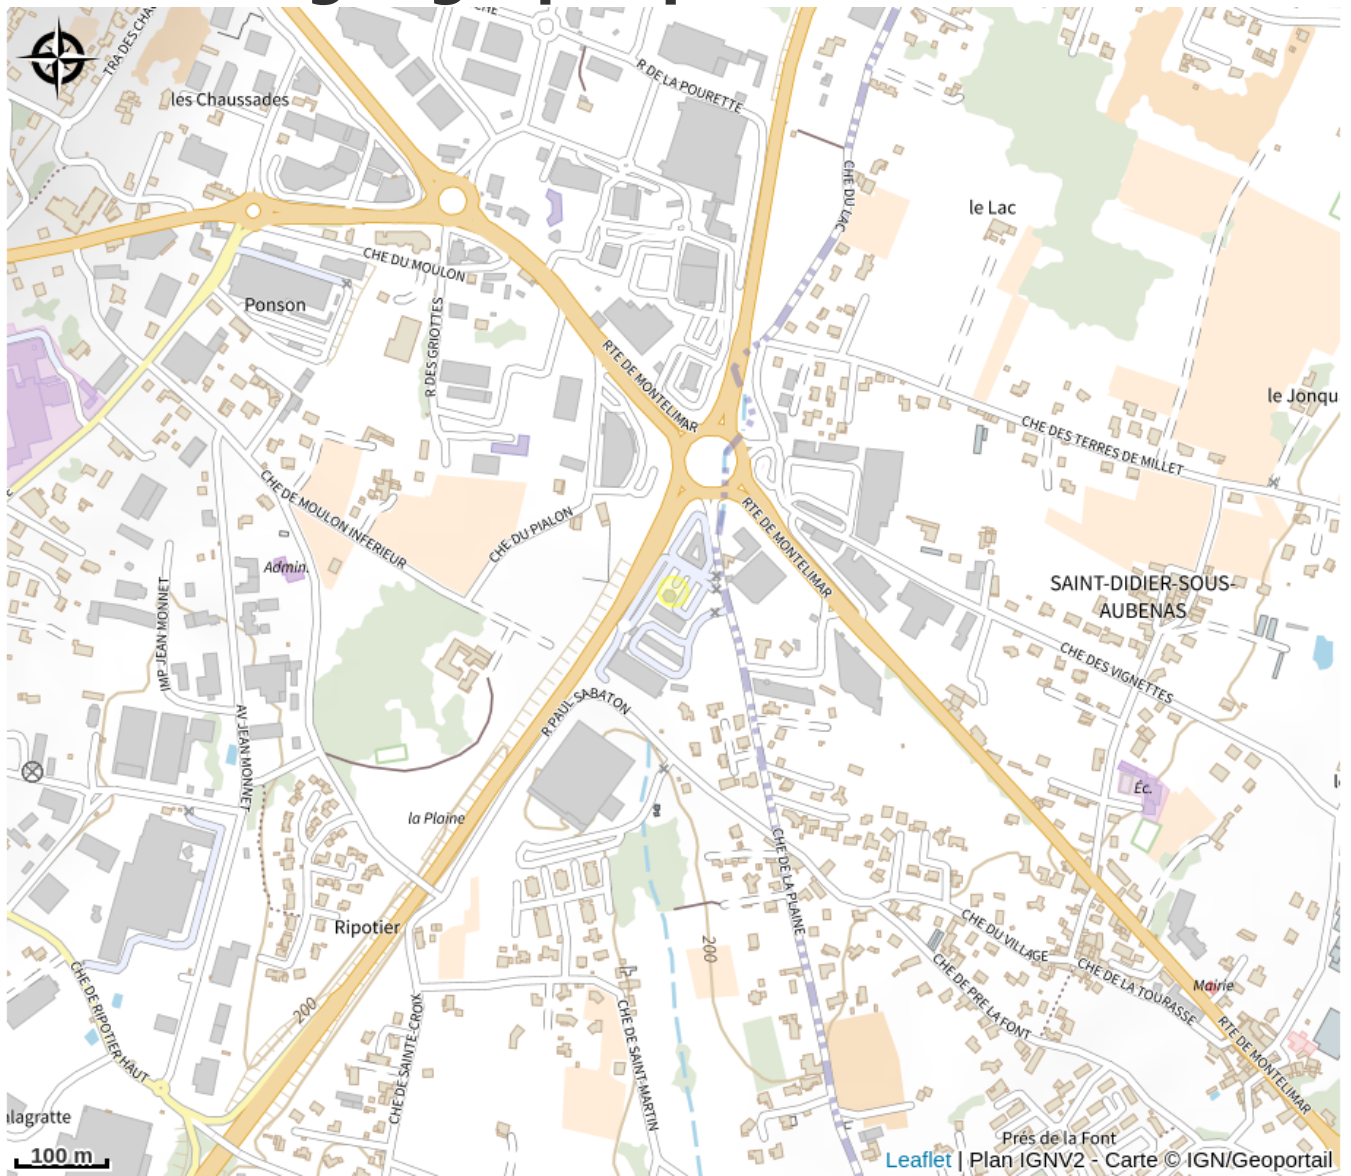 TRA DES CHA
CHE
R DE LA POURETTE
les Chaussades
CHE DU LAC
le Lac
CHE DU MOULON
Ponson
R DES GRIOTTES
RTE DE MONTELIMAR
le Jonqu
CHE DES TERRES DE MILLET
CHE DE MOULON INFERIEUR
CHE DU PIALON
RTE DE MONTELIMAR
Admin.
IMP JEAN MONNET
SAINT-DIDIER-SOUS-
AUBENAS
CHE DES VIGNETTES
R PAUL SABATON
AV JEAN MONNET
Éc.
la Plaine
CHE DE LA PLAINE
Ripotier
200
CHE DU VILLAGE
CHE DE PRE LA FONT
CHE DE LA TOURASSE
Mairie
CHE DE RIPOTIER HAUT
200
CHE DE SAINTE-CROIX
CHE DE SAINT-MARTIN
RTE DE MONTELIMAR
alagratte
Prés de la Font
100 m
Leaflet | Plan IGNV2 - Carte © IGN/Geoportail